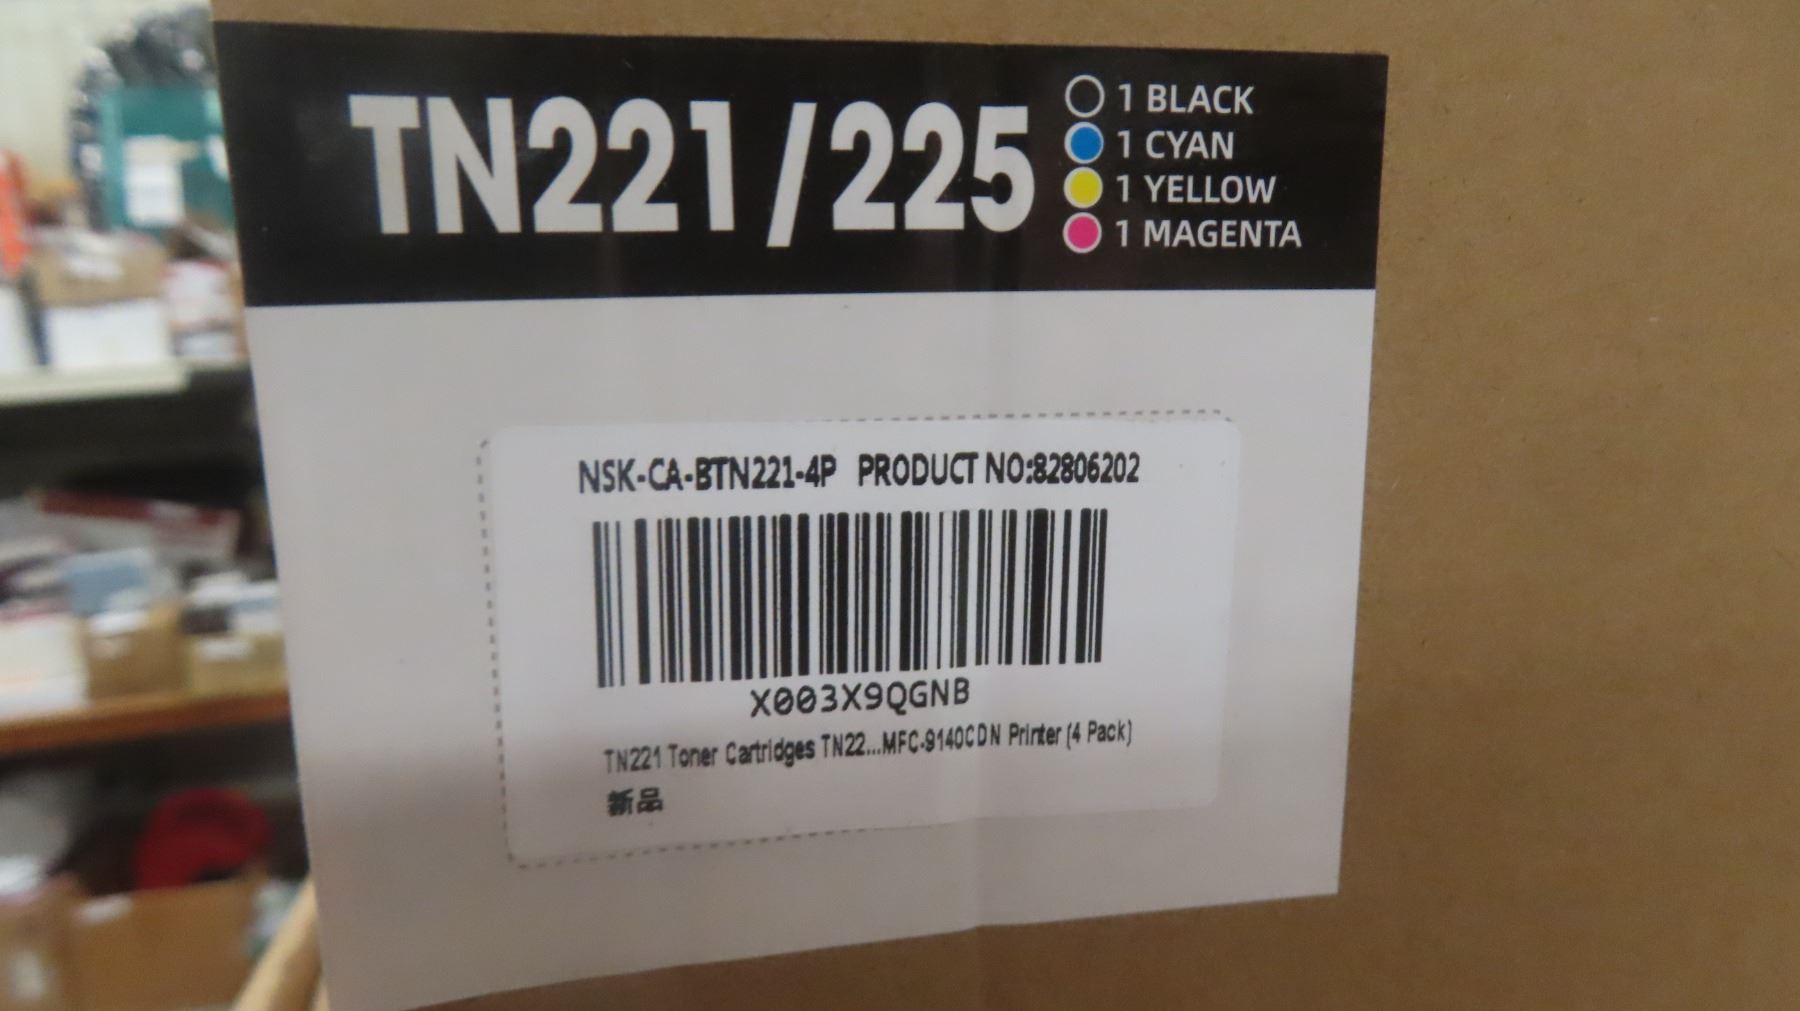 TN221/225
1 BLACK
1 CYAN
1 YELLOW
1 MAGENTA
NSK-CA-BTN221-4P PRODUCT NO:82806202
X003X9QGNB
TN221 Toner Cartridges TN22...MFC-9140CDN Printer (4 Pack)
新品